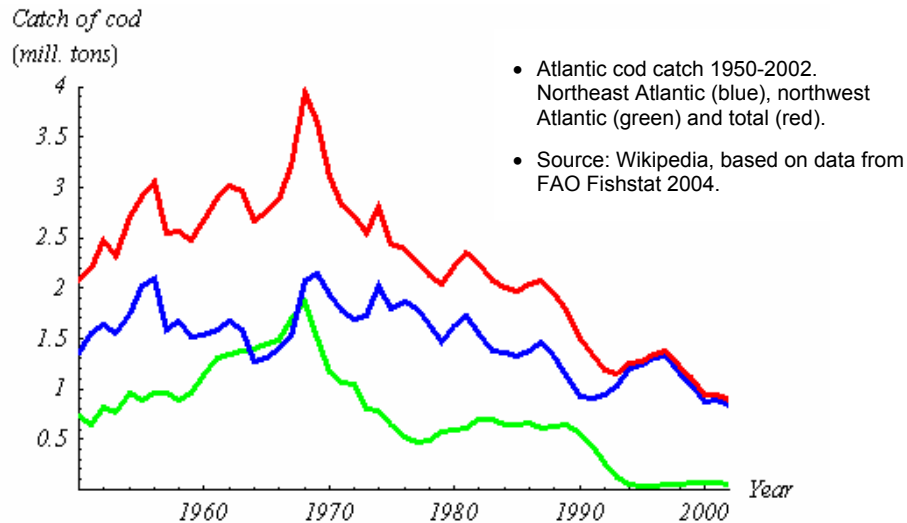 Catch of cod
(mill. tons)
• Atlantic cod catch 1950-2002.
Northeast Atlantic (blue), northwest
Atlantic (green) and total (red).
• Source: Wikipedia, based on data from
FAO Fishstat 2004.
4
3.5
3
2.5
2
1.5
1
0.5
Year
1960 1970 1980 1990 2000